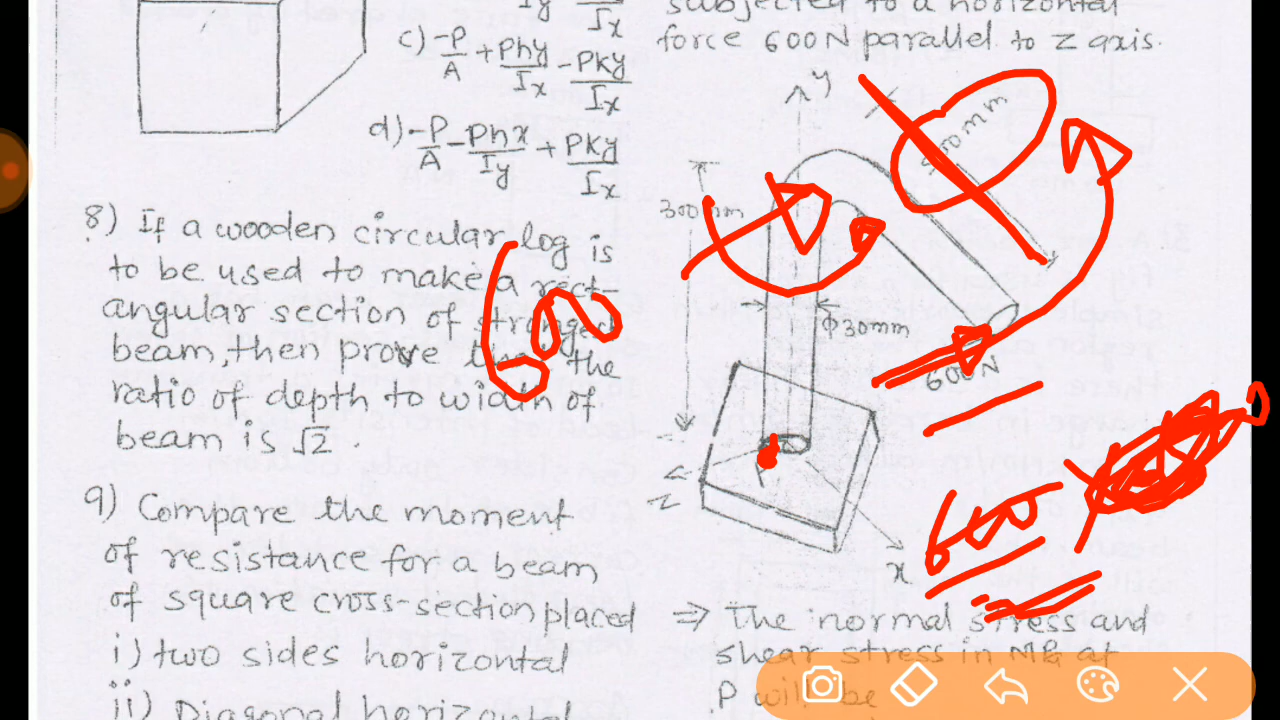 Iy
Ix
c) -P/A + Phy/Ix - PKy/Ix
d) -P/A - Phx/Iy + PKy/Ix
8) If a wooden circular log is
to be used to make a rect-
angular section of strongest
beam, then prove that the
ratio of depth to width of
beam is √2.
9) Compare the moment
of resistance for a beam
of square cross-section placed
i) two sides horizontal
ii) Diagonal horizontal
subjected to a horizontal
force 600N parallel to z axis.
y
300mm
Φ30mm
600N
600
z
x
600
⇒ The normal stress and
shear stress in MPa at
P will be